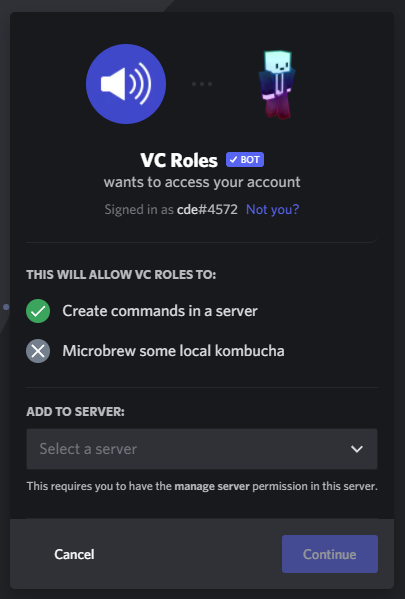 VC Roles
BOT
wants to access your account
Signed in as cde#4572 Not you?
THIS WILL ALLOW VC ROLES TO:
Create commands in a server
Microbrew some local kombucha
ADD TO SERVER:
Select a server
This requires you to have the manage server permission in this server.
Cancel
Continue